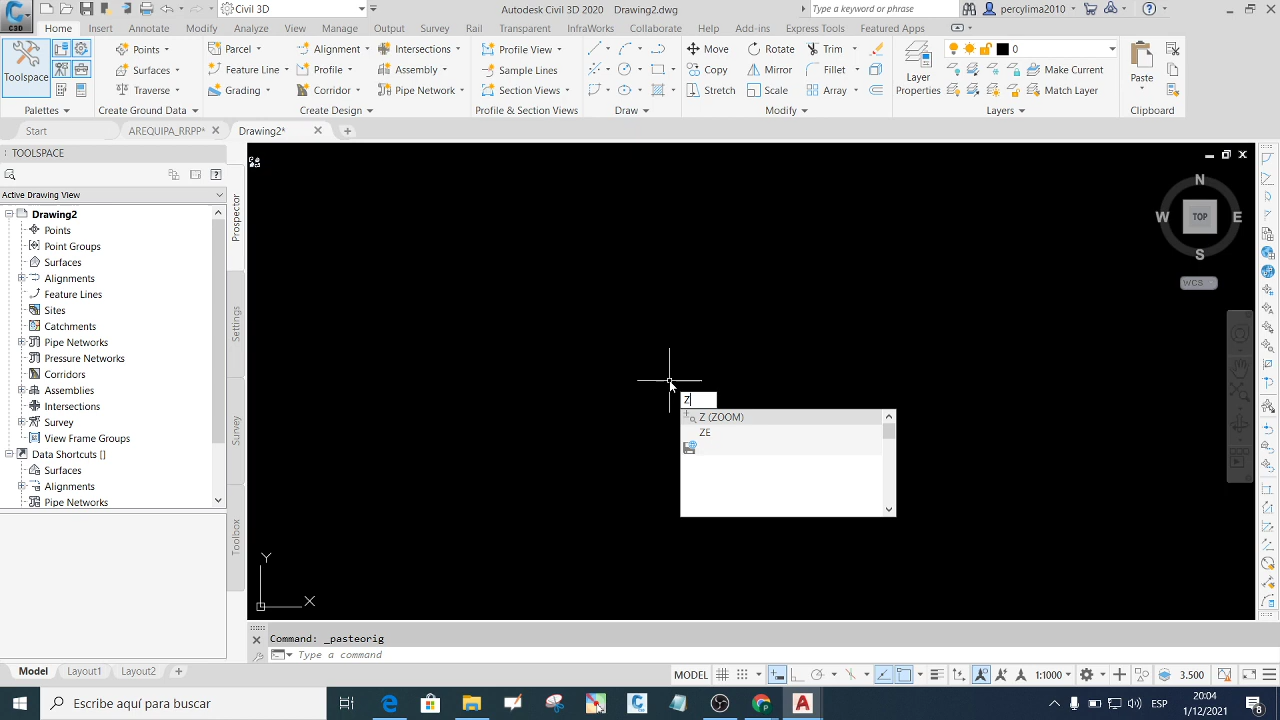 C3D
Civil 3D
Autodesk Civil 3D 2020 Drawing2.dwg
Type a keyword or phrase
percylima2010
Home Insert Annotate Modify Analyze View Manage Output Survey Rail Transparent InfraWorks Collaborate Help Add-ins Express Tools Featured Apps
Points Parcel Alignment Intersections Profile View Move Rotate Trim 0
Toolspace Surfaces Feature Line Profile Assembly Sample Lines Copy Mirror Fillet Layer Properties Make Current Paste
Traverse Grading Corridor Pipe Network Section Views Stretch Scale Array Match Layer
Palettes Create Ground Data Create Design Profile & Section Views Draw Modify Layers Clipboard
Start AREQUIPA_RRPP* Drawing2*
TOOLSPACE
Active Drawing View
Drawing2
Points
Point Groups
Surfaces
Alignments
Feature Lines
Sites
Catchments
Pipe Networks
Pressure Networks
Corridors
Assemblies
Intersections
Survey
View Frame Groups
Data Shortcuts []
Surfaces
Alignments
Pipe Networks
Prospector
Settings
Survey
Toolbox
N
W TOP E
S
WCS
Z
Z (ZOOM)
ZE
Y
X
Command: _pasteorig
Type a command
Model Layout1 Layout2
MODEL 1:1000 3.500
Escribe aquí para buscar
ESP
20:04
1/12/2021
8